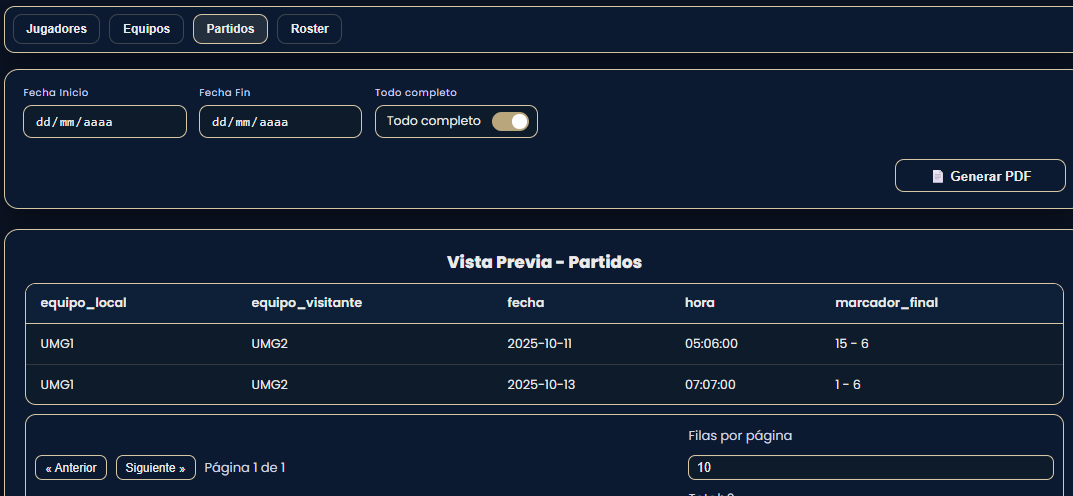 Jugadores Equipos Partidos Roster
Fecha Inicio Fecha Fin Todo completo
dd/mm/aaaa dd/mm/aaaa Todo completo
Generar PDF
Vista Previa - Partidos
equipo_local equipo_visitante fecha hora marcador_final
UMG1 UMG2 2025-10-11 05:06:00 15 - 6
UMG1 UMG2 2025-10-13 07:07:00 1 - 6
Filas por página
« Anterior Siguiente » Página 1 de 1
10